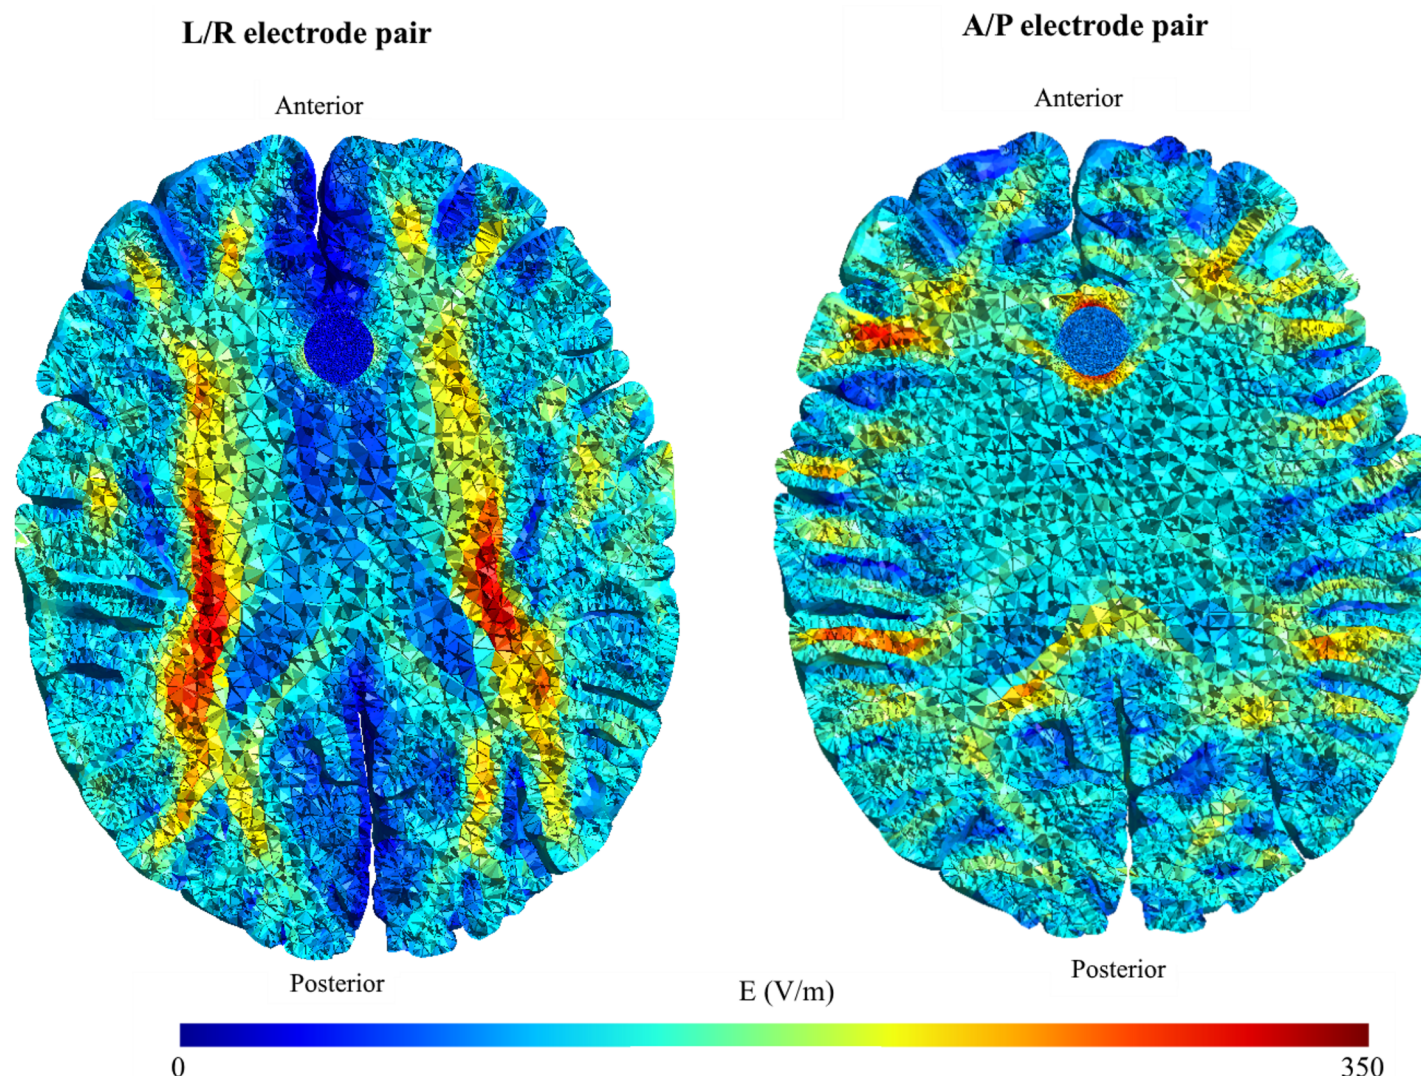 L/R electrode pair
A/P electrode pair
Anterior
Anterior
Posterior
Posterior
E (V/m)
0
350